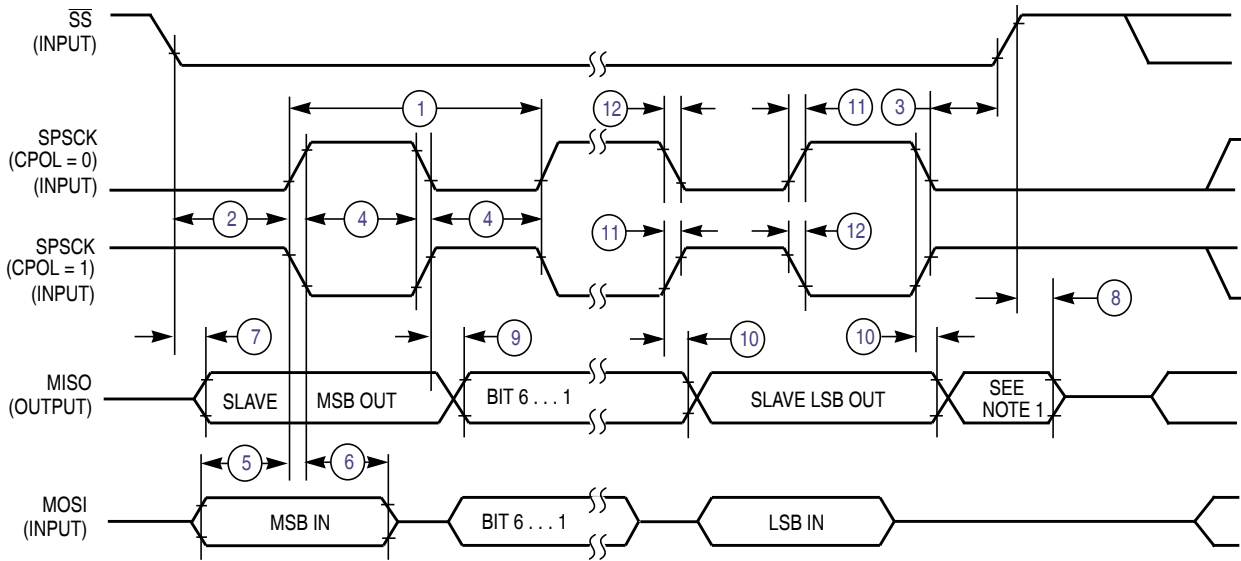 SS
(INPUT)
1
12
11
3
SPSCK
(CPOL = 0)
(INPUT)
2
4
4
11
12
SPSCK
(CPOL = 1)
(INPUT)
8
7
9
10
10
MISO
(OUTPUT)
SLAVE
MSB OUT
BIT 6 . . . 1
SLAVE LSB OUT
SEE
NOTE 1
5
6
MOSI
(INPUT)
MSB IN
BIT 6 . . . 1
LSB IN